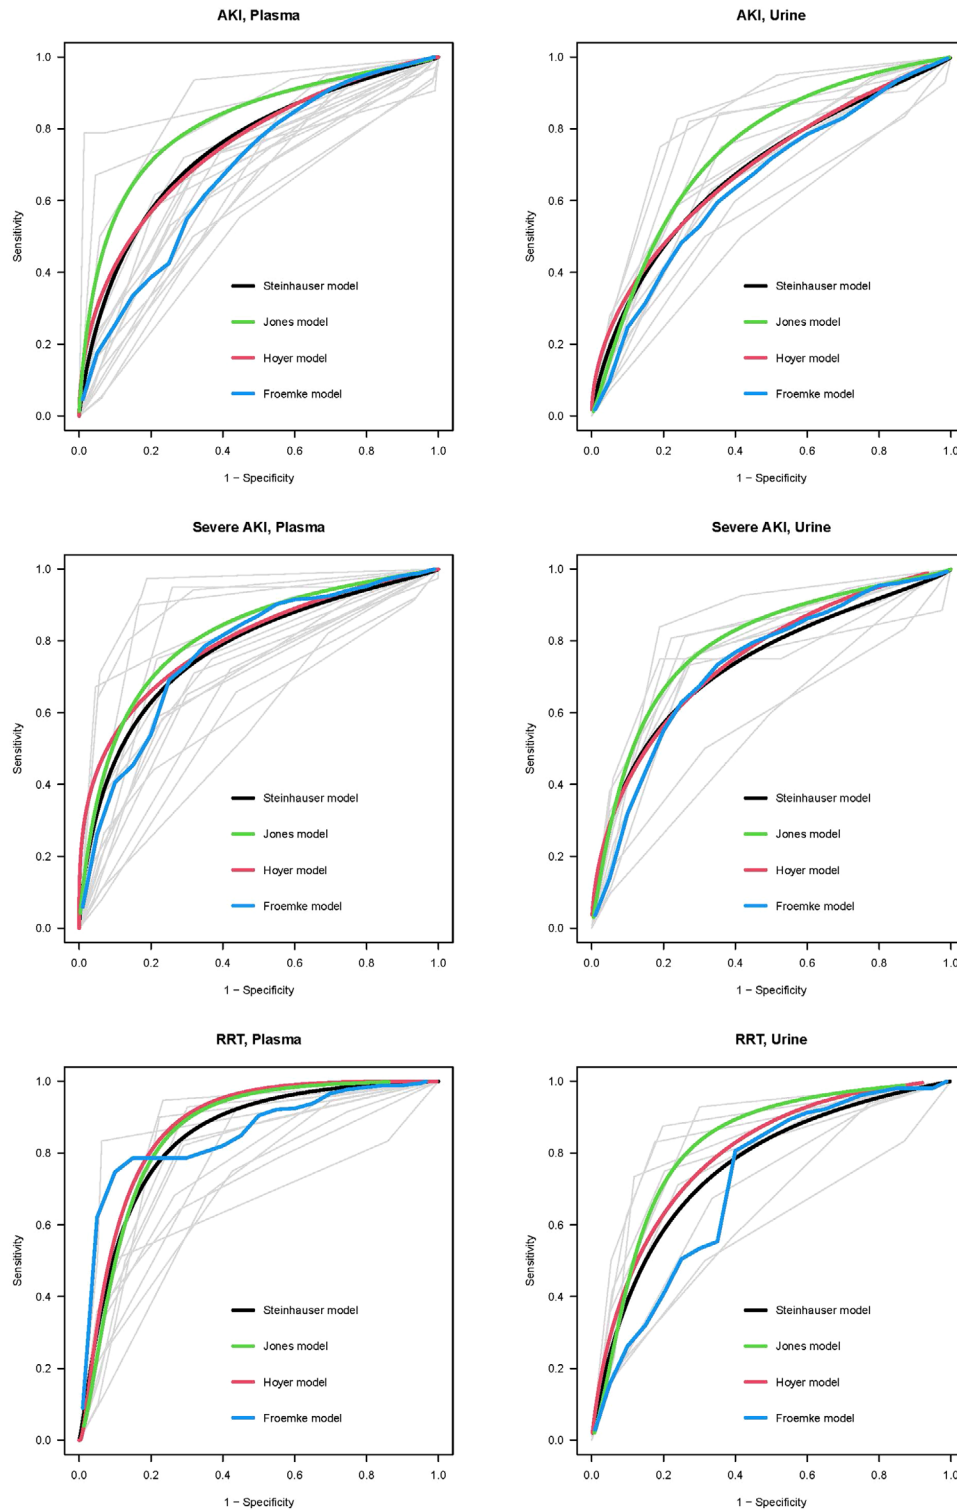 AKI, Plasma
1.0
0.8
0.6
0.4
0.2
0.0
Sensitivity
Steinhauser model
Jones model
Hoyer model
Froemke model
0.0 0.2 0.4 0.6 0.8 1.0
1 − Specificity
AKI, Urine
1.0
0.8
0.6
0.4
0.2
0.0
Sensitivity
Steinhauser model
Jones model
Hoyer model
Froemke model
0.0 0.2 0.4 0.6 0.8 1.0
1 − Specificity
Severe AKI, Plasma
1.0
0.8
0.6
0.4
0.2
0.0
Sensitivity
Steinhauser model
Jones model
Hoyer model
Froemke model
0.0 0.2 0.4 0.6 0.8 1.0
1 − Specificity
Severe AKI, Urine
1.0
0.8
0.6
0.4
0.2
0.0
Sensitivity
Steinhauser model
Jones model
Hoyer model
Froemke model
0.0 0.2 0.4 0.6 0.8 1.0
1 − Specificity
RRT, Plasma
1.0
0.8
0.6
0.4
0.2
0.0
Sensitivity
Steinhauser model
Jones model
Hoyer model
Froemke model
0.0 0.2 0.4 0.6 0.8 1.0
1 − Specificity
RRT, Urine
1.0
0.8
0.6
0.4
0.2
0.0
Sensitivity
Steinhauser model
Jones model
Hoyer model
Froemke model
0.0 0.2 0.4 0.6 0.8 1.0
1 − Specificity